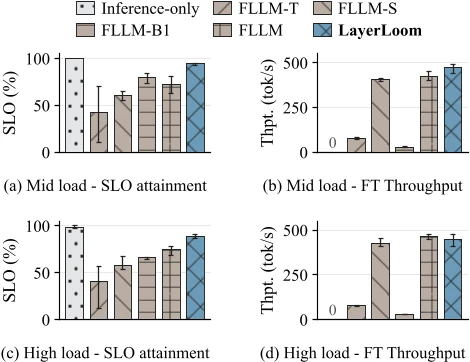 Inference-only FLLM-T FLLM-S
FLLM-B1 FLLM LayerLoom
SLO (%)
100
50
0
Thpt. (tok/s)
500
250
0
0
(a) Mid load - SLO attainment
(b) Mid load - FT Throughput
SLO (%)
100
50
0
Thpt. (tok/s)
500
250
0
0
(c) High load - SLO attainment
(d) High load - FT Throughput